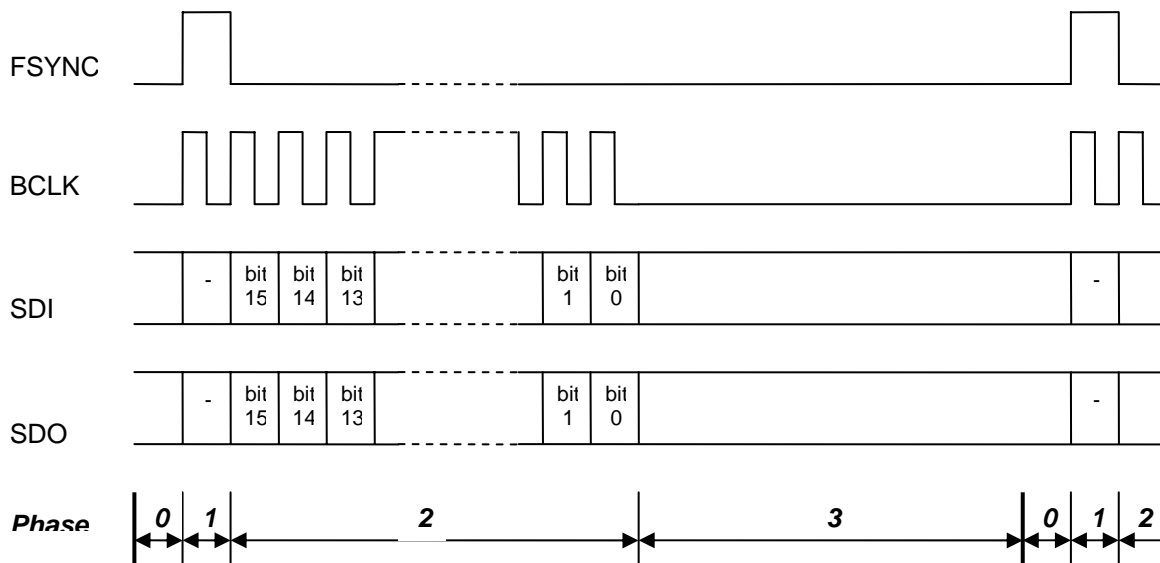 FSYNC
BCLK
SDI - bit 15 bit 14 bit 13 bit 1 bit 0 -
SDO - bit 15 bit 14 bit 13 bit 1 bit 0 -
Phase 0 1 2 3 0 1 2